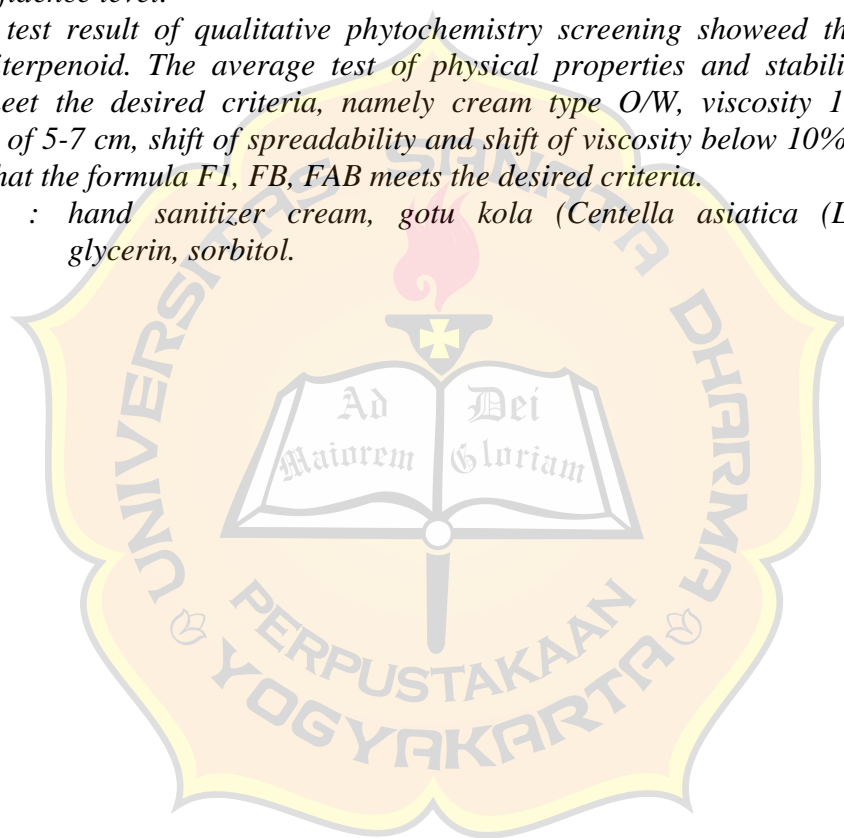 test result of qualitative phytochemistry screening showeed th
terpenoid. The average test of physical properties and stabili
eet the desired criteria, namely cream type O/W, viscosity 1
of 5-7 cm, shift of spreadability and shift of viscosity below 10%
hat the formula F1, FB, FAB meets the desired criteria.
: hand sanitizer cream, gotu kola (Centella asiatica (L
glycerin, sorbitol.
UNIVERSITAS SANATA DHARMA
Ad Dei
Maiorem Gloriam
PERPUSTAKAAN
YOGYAKARTA